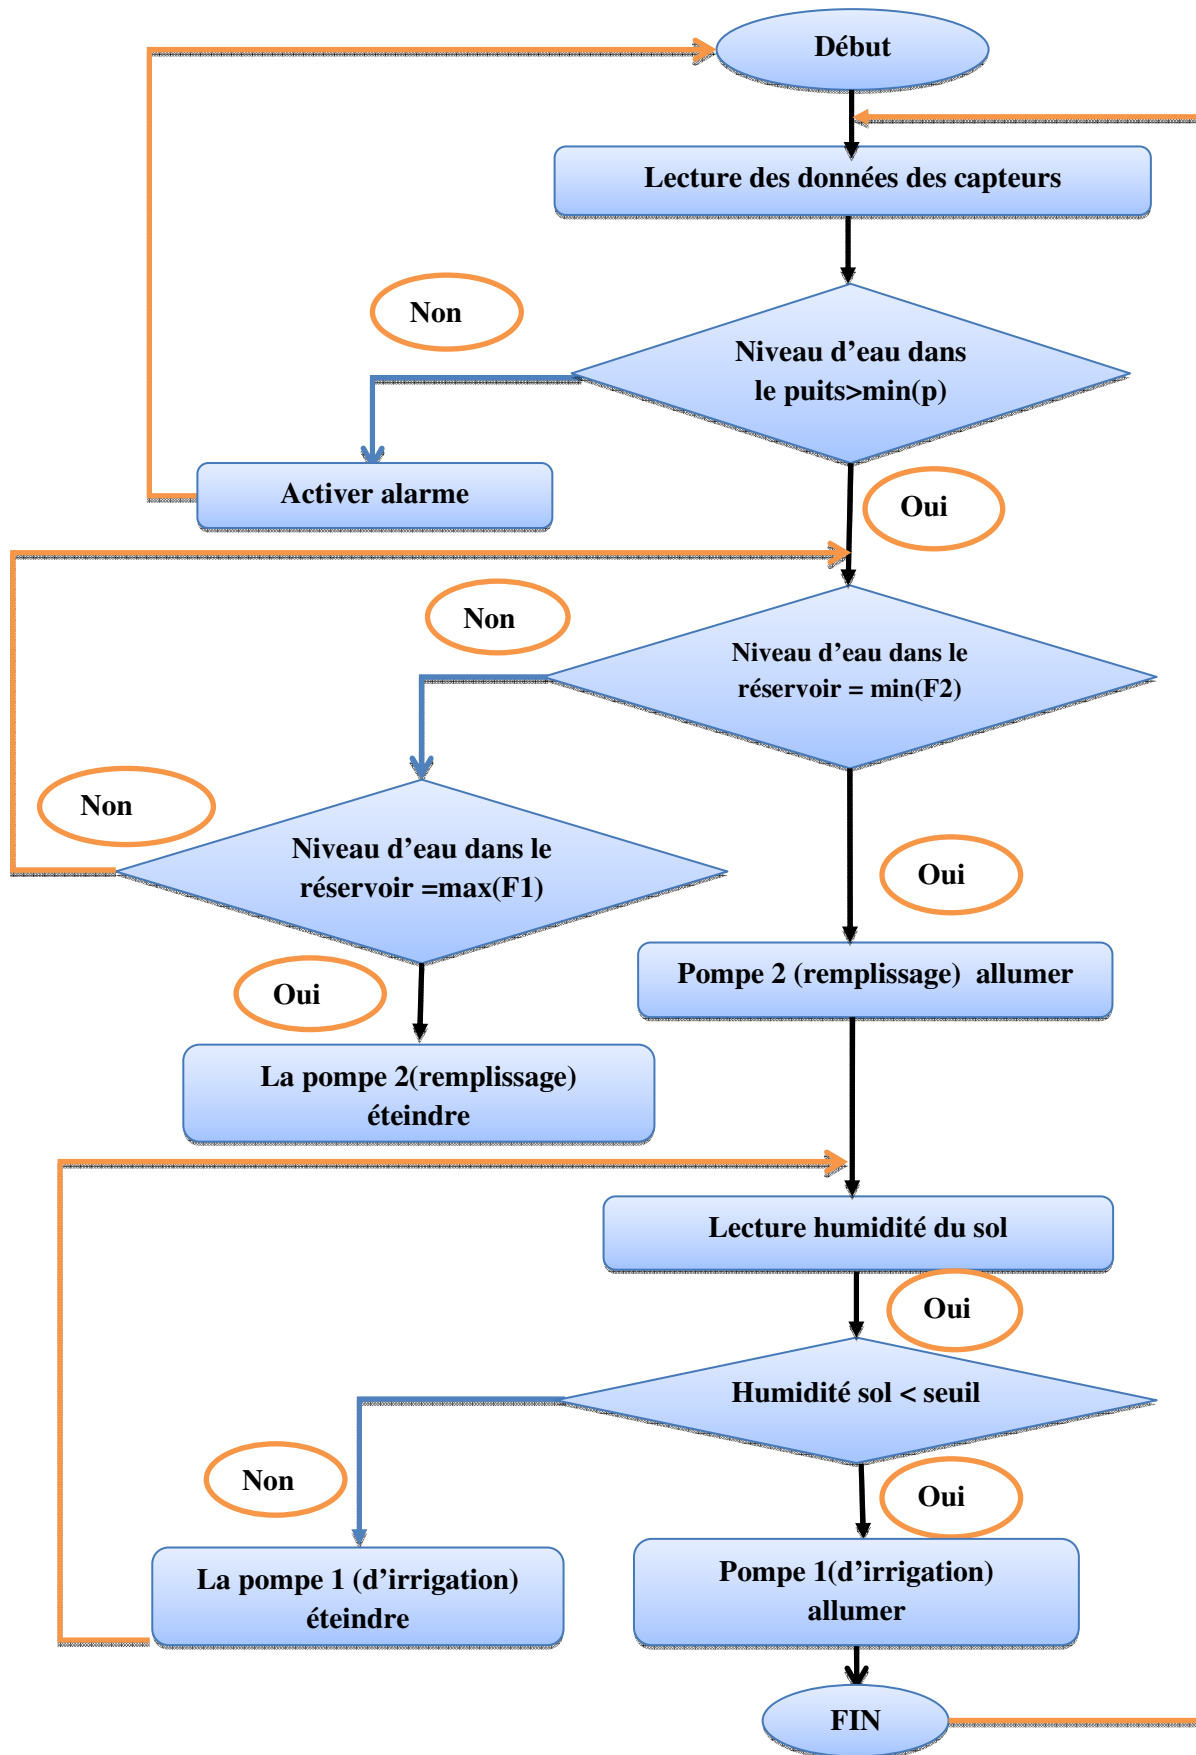 Début
Lecture des données des capteurs
Non
Niveau d'eau dans
le puits>min(p)
Activer alarme
Oui
Non
Niveau d'eau dans le
réservoir = min(F2)
Non
Niveau d'eau dans le
réservoir =max(F1)
Oui
Pompe 2 (remplissage)  allumer
Oui
La pompe 2(remplissage)
éteindre
Lecture humidité du sol
Oui
Humidité sol < seuil
Non
Oui
La pompe 1 (d'irrigation)
éteindre
Pompe 1(d'irrigation)
allumer
FIN